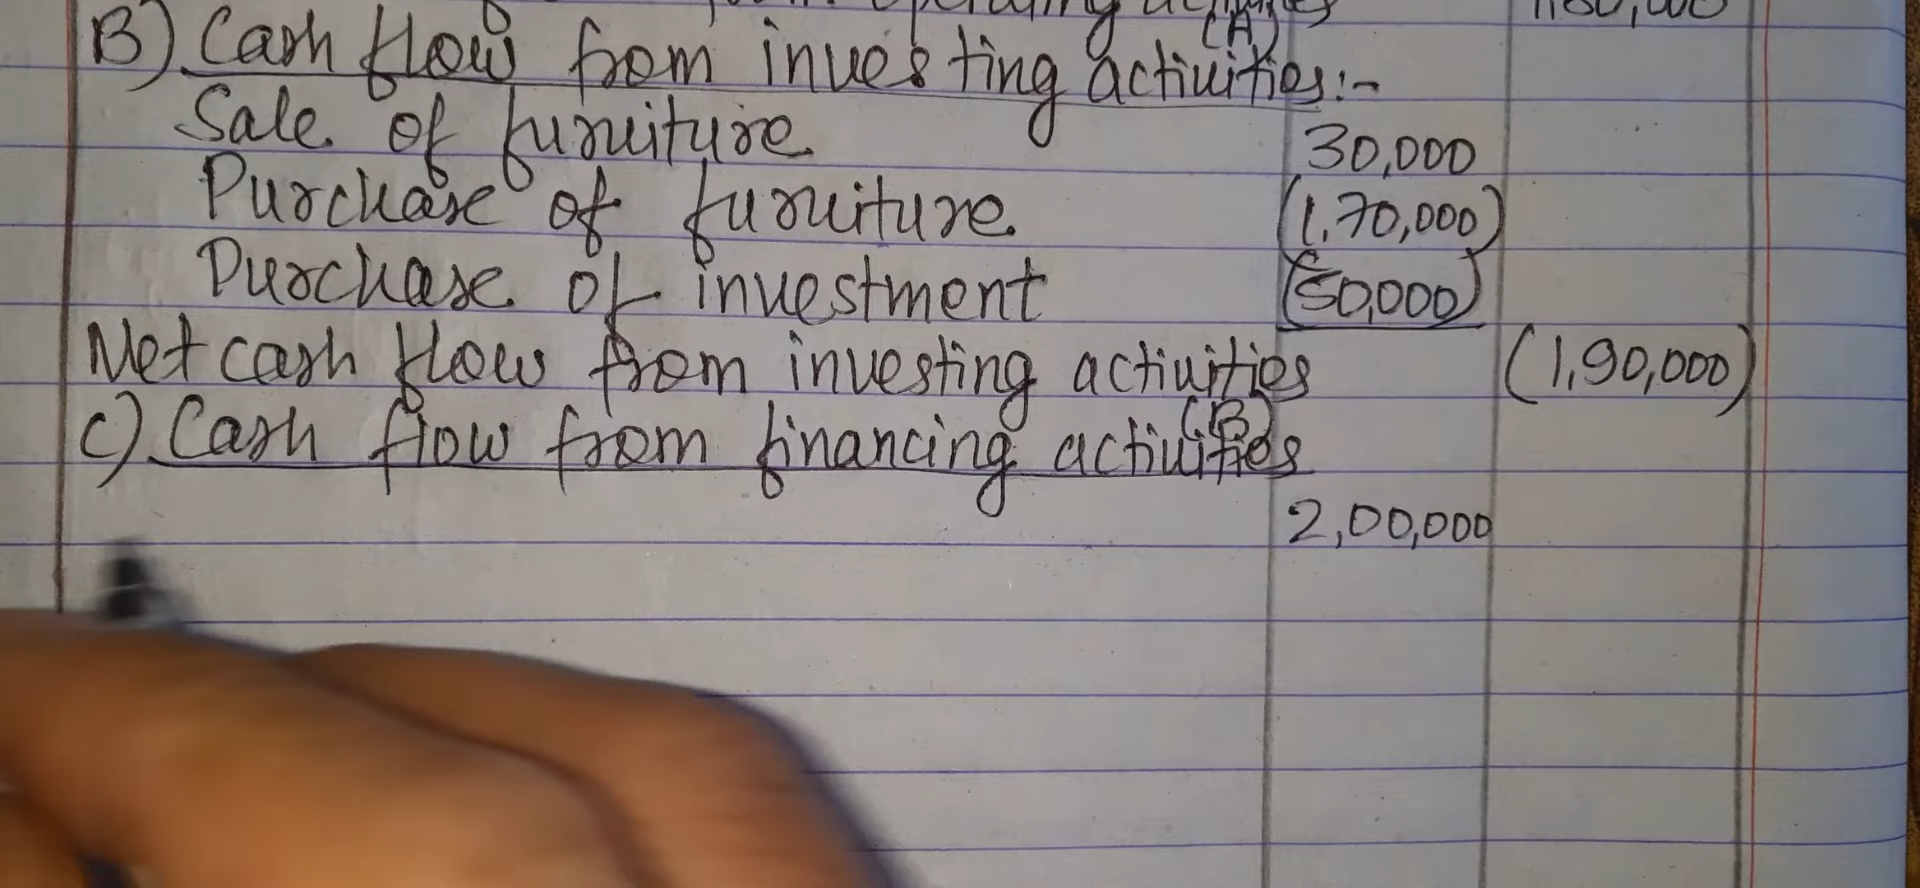 operating activities
(A)
B) Cash flow from investing activities:-
Sale of furniture 30,000
Purchase of furniture (1,70,000)
Purchase of investment (50,000)
Net cash flow from investing activities (1,90,000)
(B)
C) Cash flow from financing activities
2,00,000